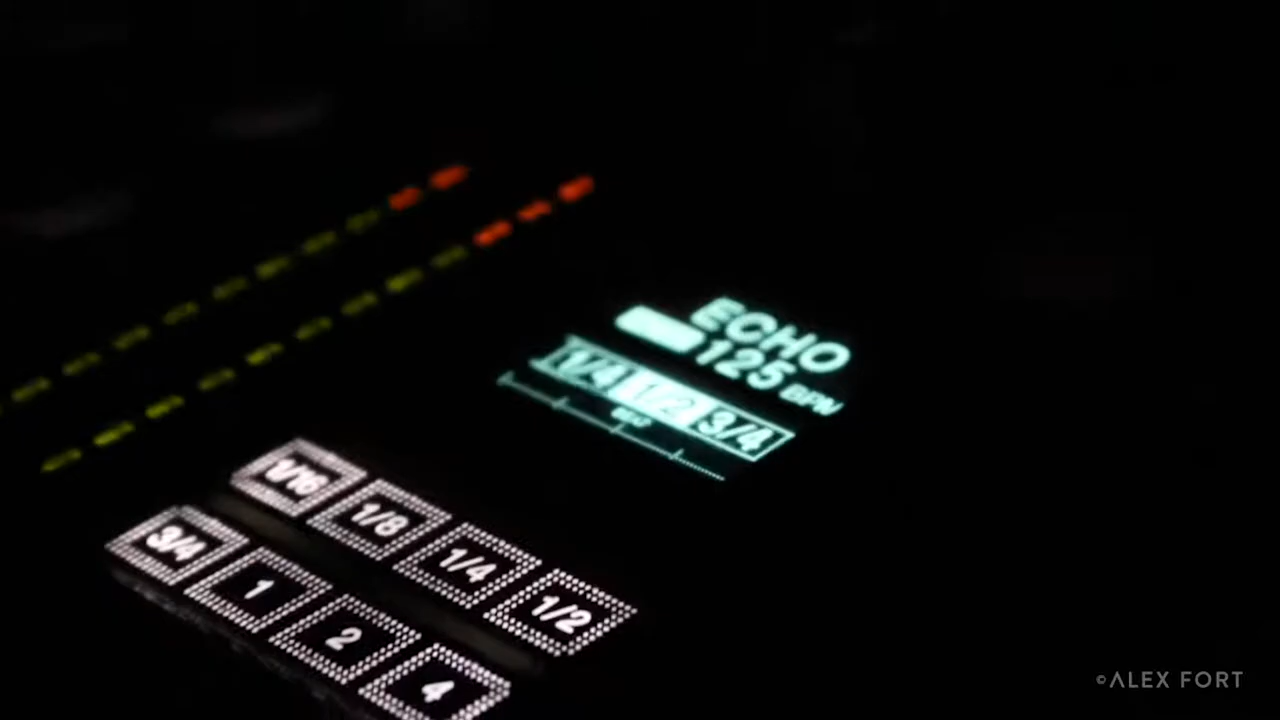 ECHO
125 BPM
1/4 1/2 3/4
1/16 1/8 1/4 1/2
3/4 1 2 4
©ALEX FORT